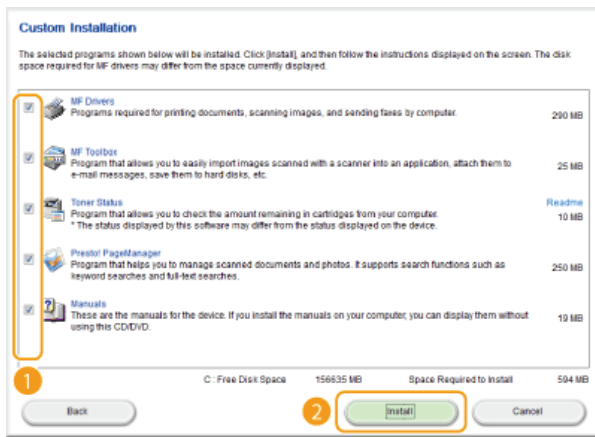 Custom Installation
The selected programs shown below will be installed. Click [Install], and then follow the instructions displayed on the screen. The disk
space required for MF drivers may differ from the space currently displayed.
MF Drivers
Programs required for printing documents, scanning images, and sending faxes by computer.
290 MB
MF Toolbox
Program that allows you to easily import images scanned with a scanner into an application, attach them to
e-mail messages, save them to hard disks, etc.
25 MB
Toner Status
Readme
Program that allows you to check the amount remaining in cartridges from your computer.
10 MB
* The status displayed by this software may differ from the status displayed on the device.
Presto! PageManager
Program that helps you to manage scanned documents and photos. It supports search functions such as
keyword searches and full-text searches.
250 MB
Manuals
These are the manuals for the device. If you install the manuals on your computer, you can display them without
using this CD/DVD.
19 MB
1
C : Free Disk Space 156635 MB Space Required to Install 594 MB
Back 2 Install Cancel